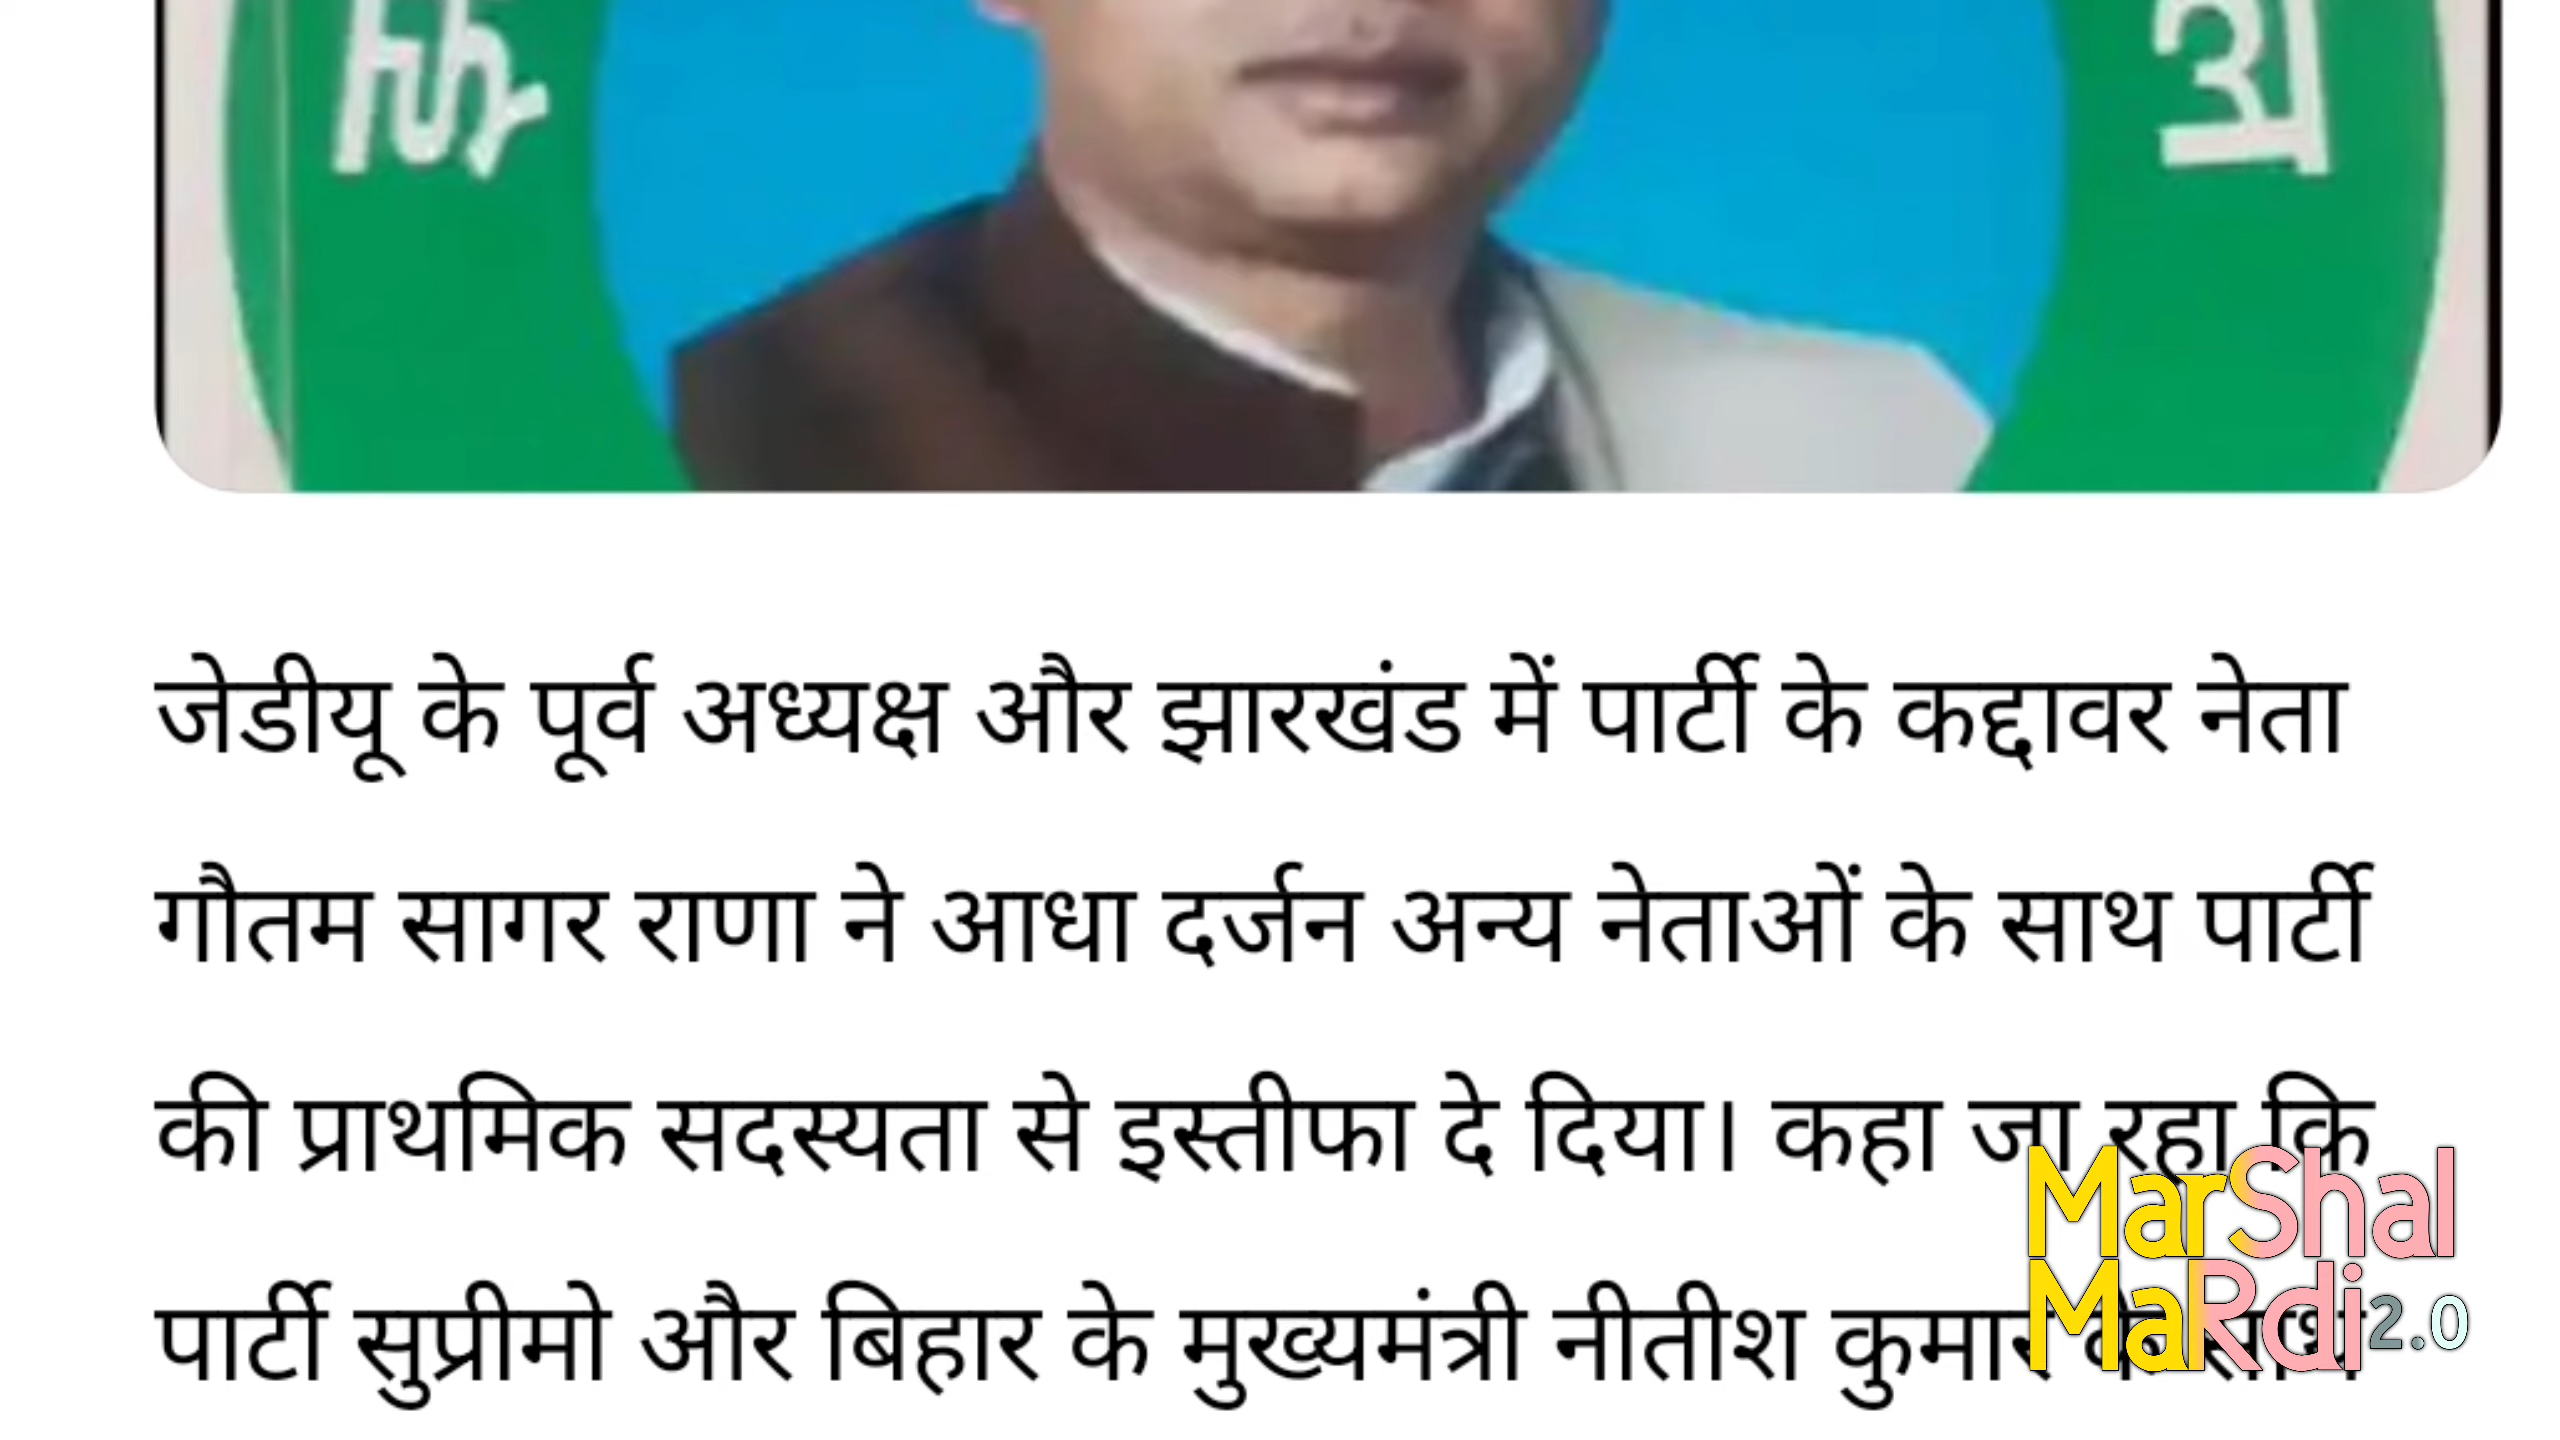 जेडीयू के पूर्व अध्यक्ष और झारखंड में पार्टी के कद्दावर नेता
गौतम सागर राणा ने आधा दर्जन अन्य नेताओं के साथ पार्टी
की प्राथमिक सदस्यता से इस्तीफा दे दिया। कहा जा रहा कि
पार्टी सुप्रीमो और बिहार के मुख्यमंत्री नीतीश कुमार के साथ
MarShal
MaRdi 2.0